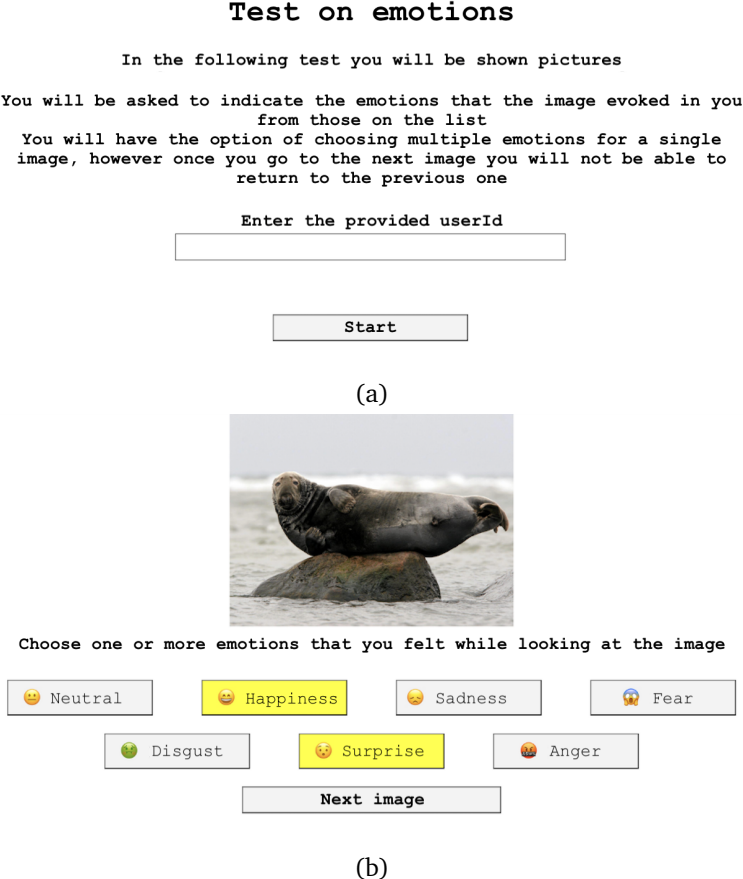 Test on emotions
In the following test you will be shown pictures
You will be asked to indicate the emotions that the image evoked in you
from those on the list
You will have the option of choosing multiple emotions for a single
image, however once you go to the next image you will not be able to
return to the previous one
Enter the provided userId
Start
(a)
Choose one or more emotions that you felt while looking at the image
Neutral
Happiness
Sadness
Fear
Disgust
Surprise
Anger
Next image
(b)